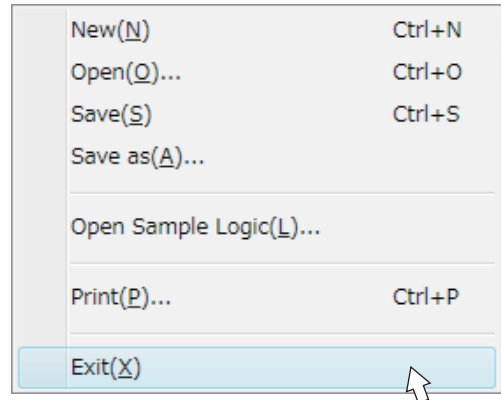 New(N) Ctrl+N
Open(O)... Ctrl+O
Save(S) Ctrl+S
Save as(A)...
Open Sample Logic(L)...
Print(P)... Ctrl+P
Exit(X)